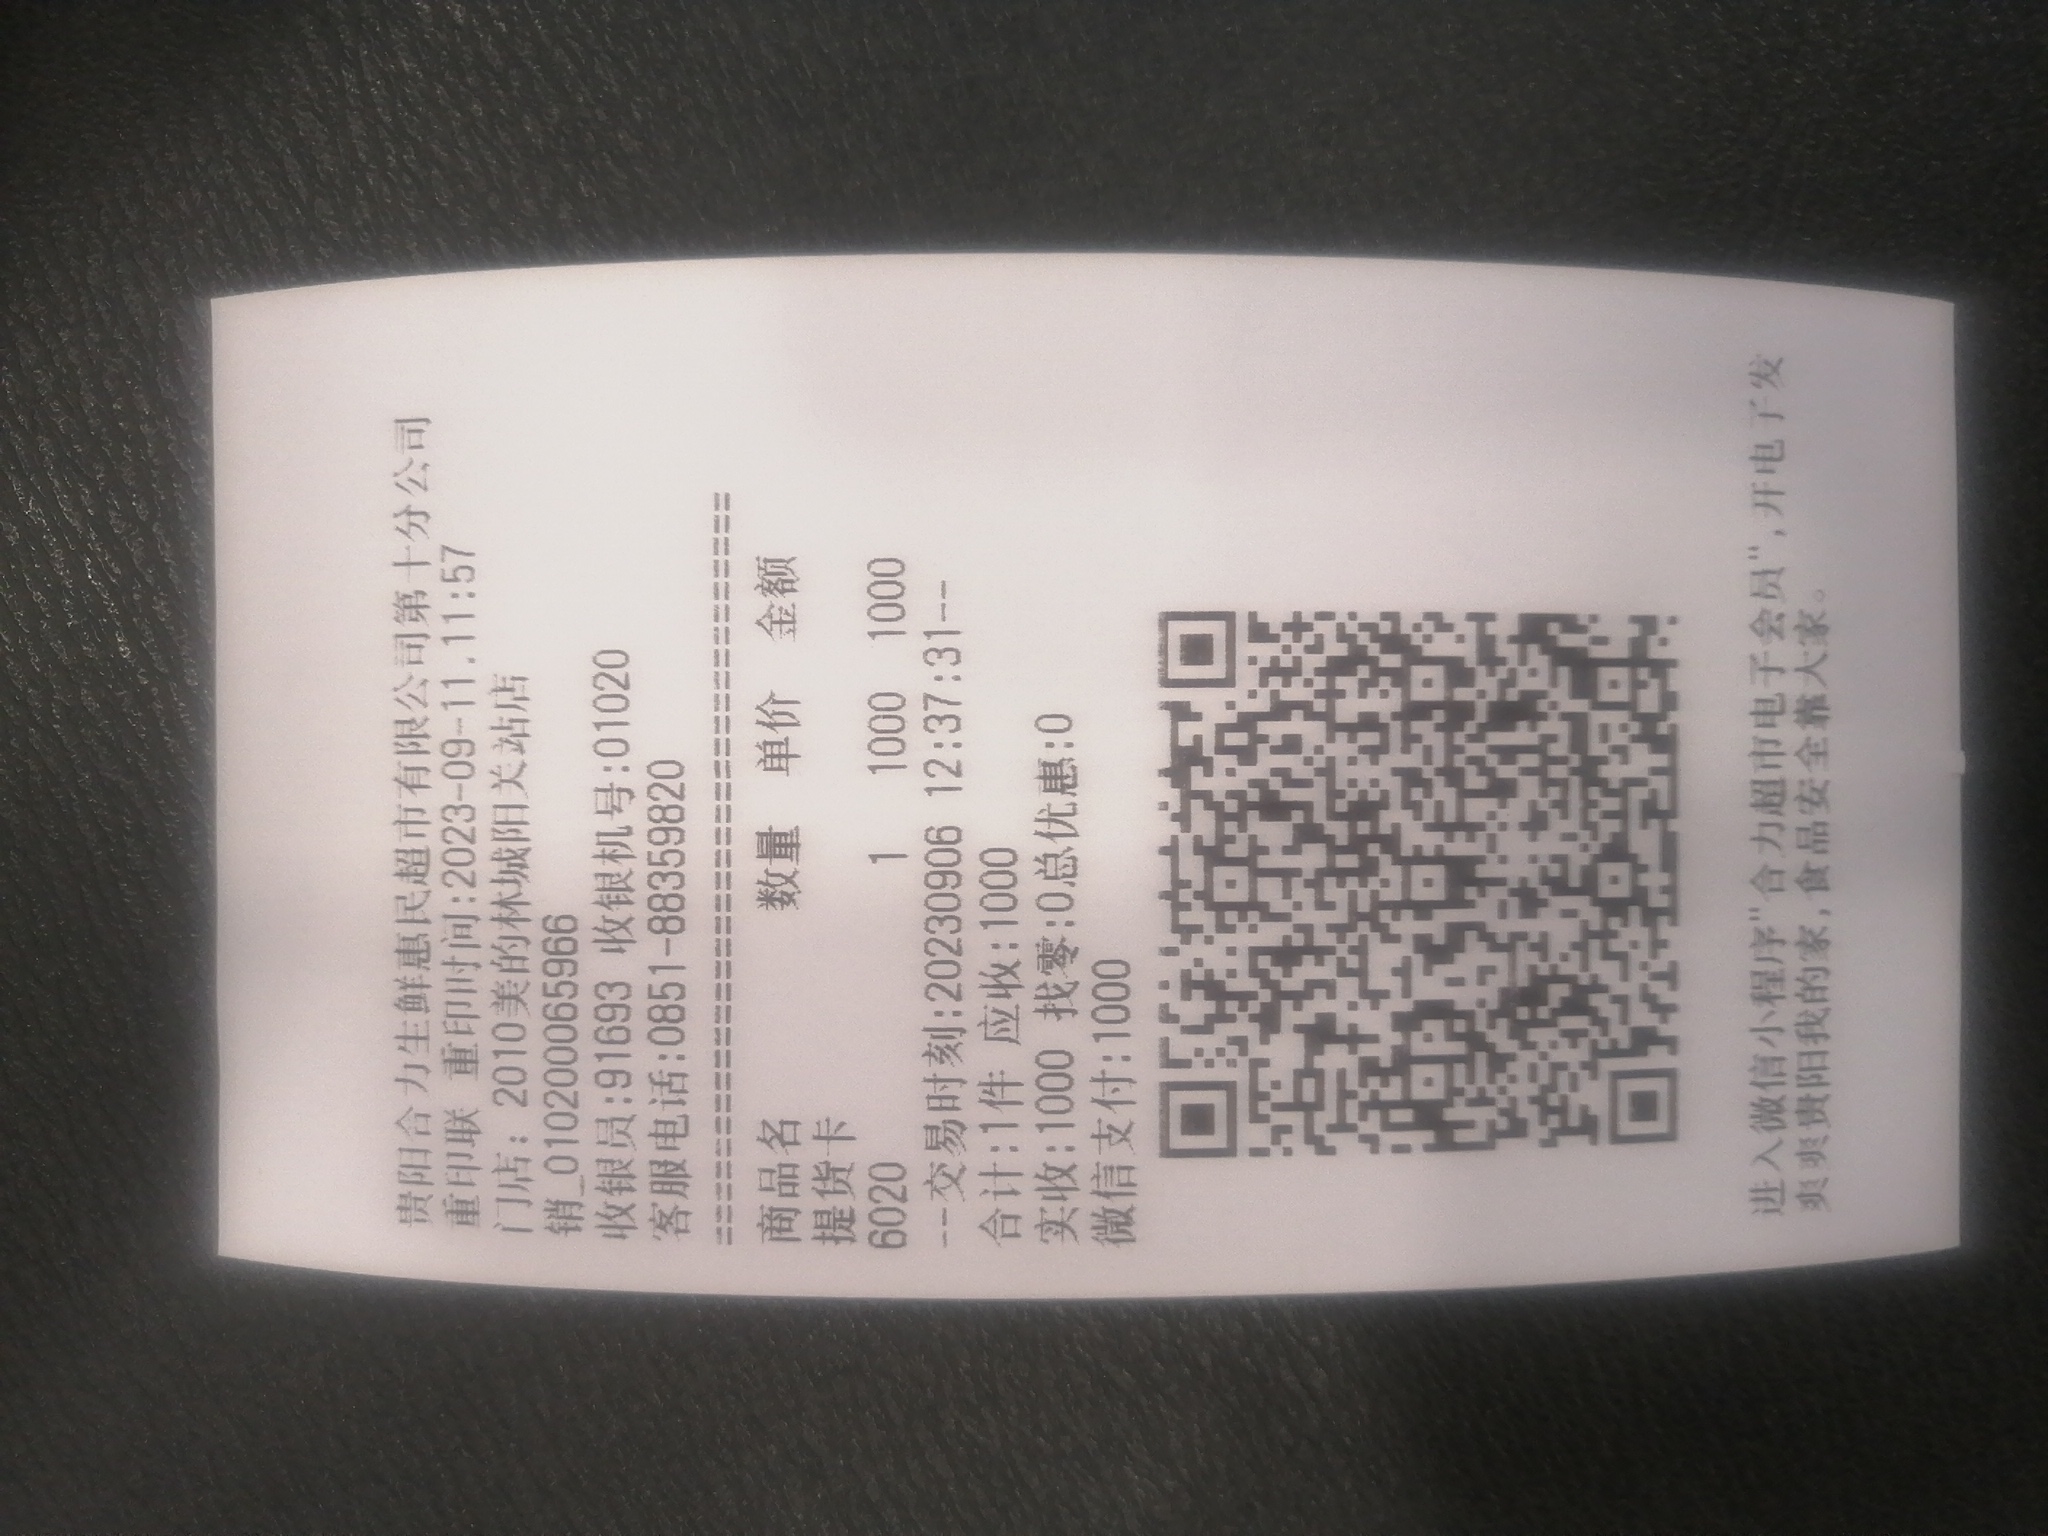 贵阳合力生鲜惠民超市有限公司第十分公司
重印联 重印时间:2023-09-11.11:57
门店: 2010美的林城阳关站店
销_010200065966
收银员:91693 收银机号:01020
客服电话:0851-88359820
==========================================
商品名 数量 单价 金额
提货卡
6020 1 1000 1000
--交易时刻:20230906 12:37:31--
合计:1件 应收:1000
实收:1000 找零:0总优惠:0
微信支付:1000
进入微信小程序"合力超市电子会员",开电子发
爽爽贵阳我的家,食品安全靠大家。